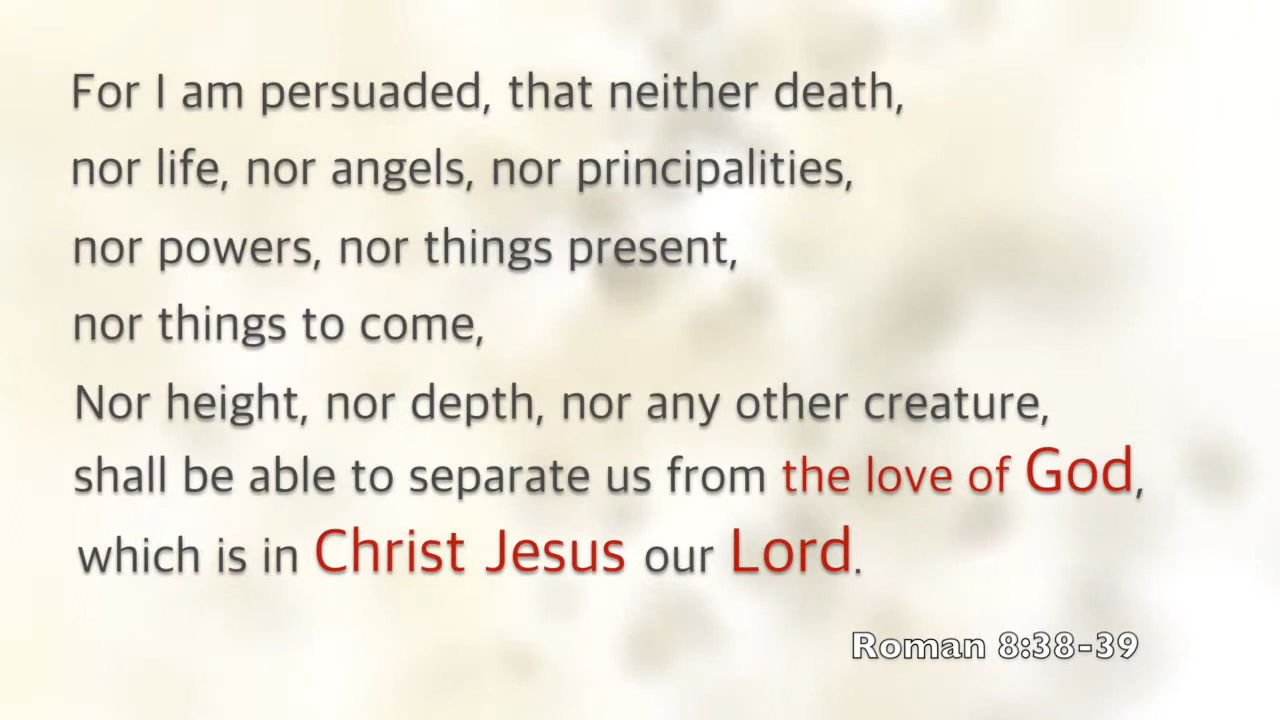 For I am persuaded, that neither death,
nor life, nor angels, nor principalities,
nor powers, nor things present,
nor things to come,
Nor height, nor depth, nor any other creature,
shall be able to separate us from the love of God,
which is in Christ Jesus our Lord.
Roman 8:38-39